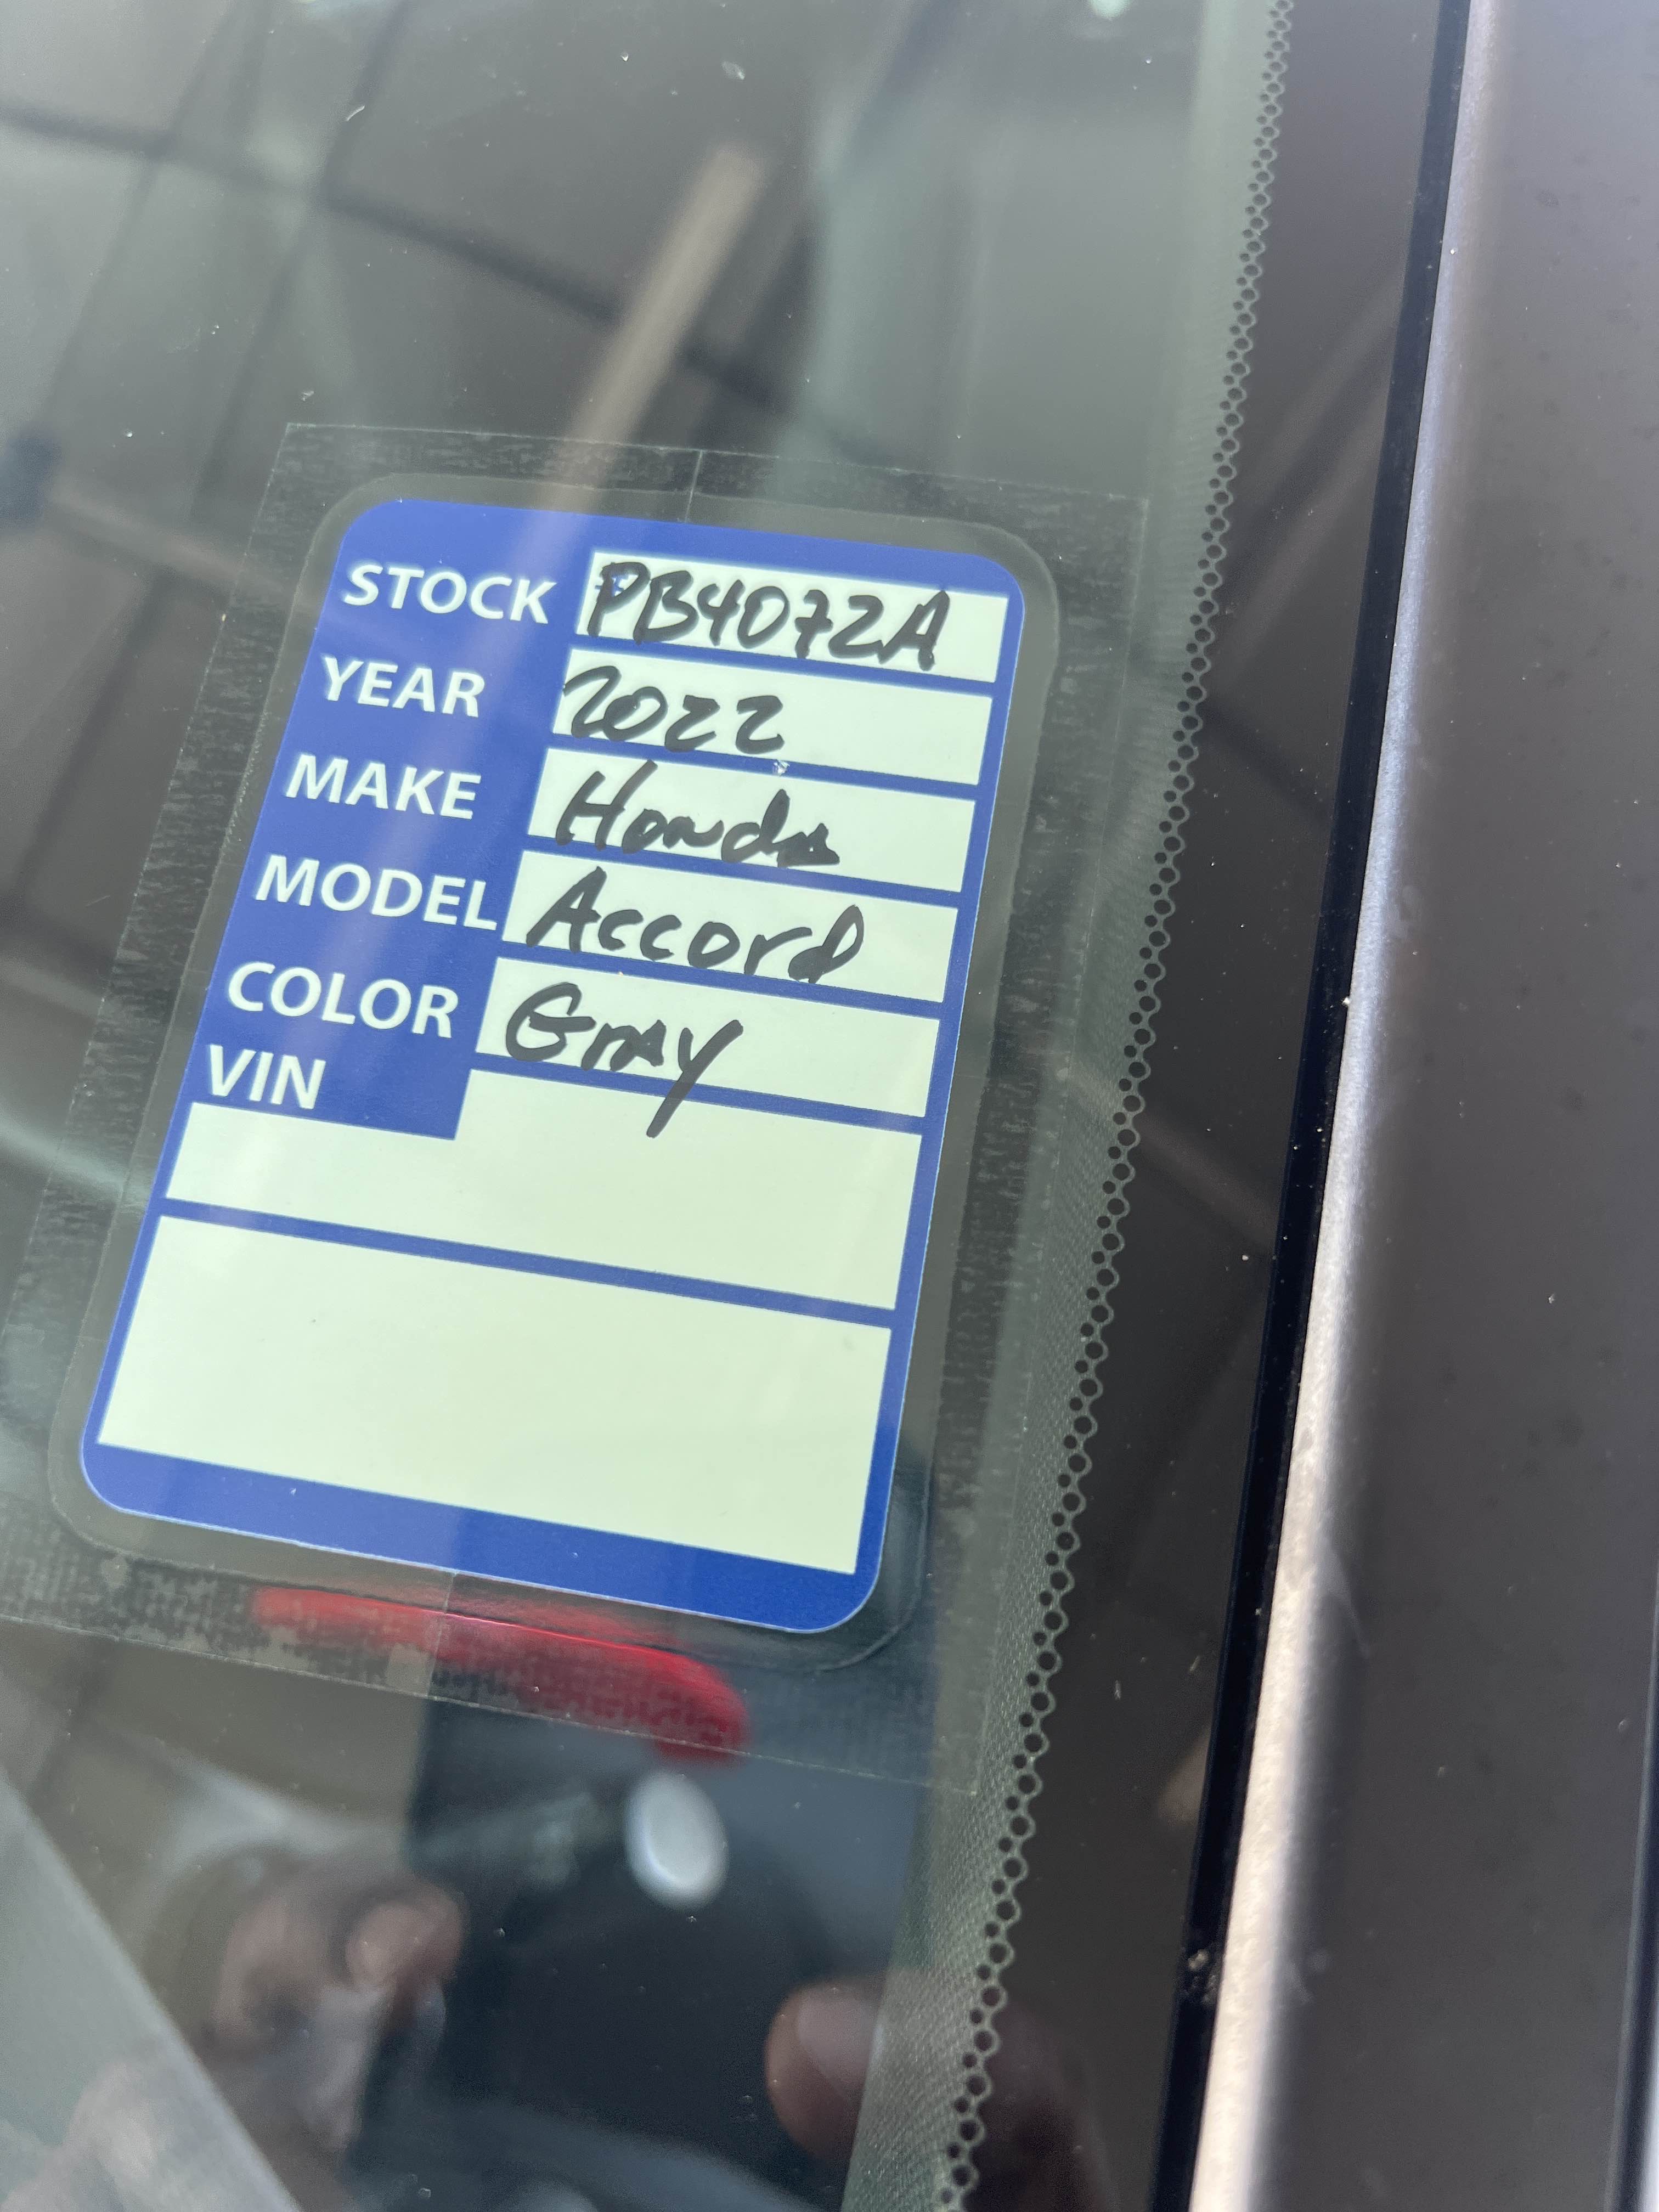 STOCK PB4072A
YEAR 2022
MAKE Honda
MODEL Accord
COLOR Gray
VIN